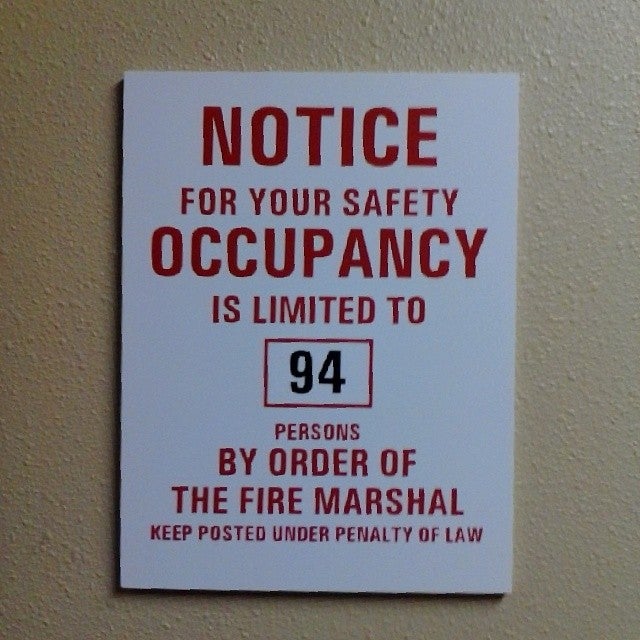 NOTICE
FOR YOUR SAFETY
OCCUPANCY
IS LIMITED TO
94
PERSONS
BY ORDER OF
THE FIRE MARSHAL
KEEP POSTED UNDER PENALTY OF LAW